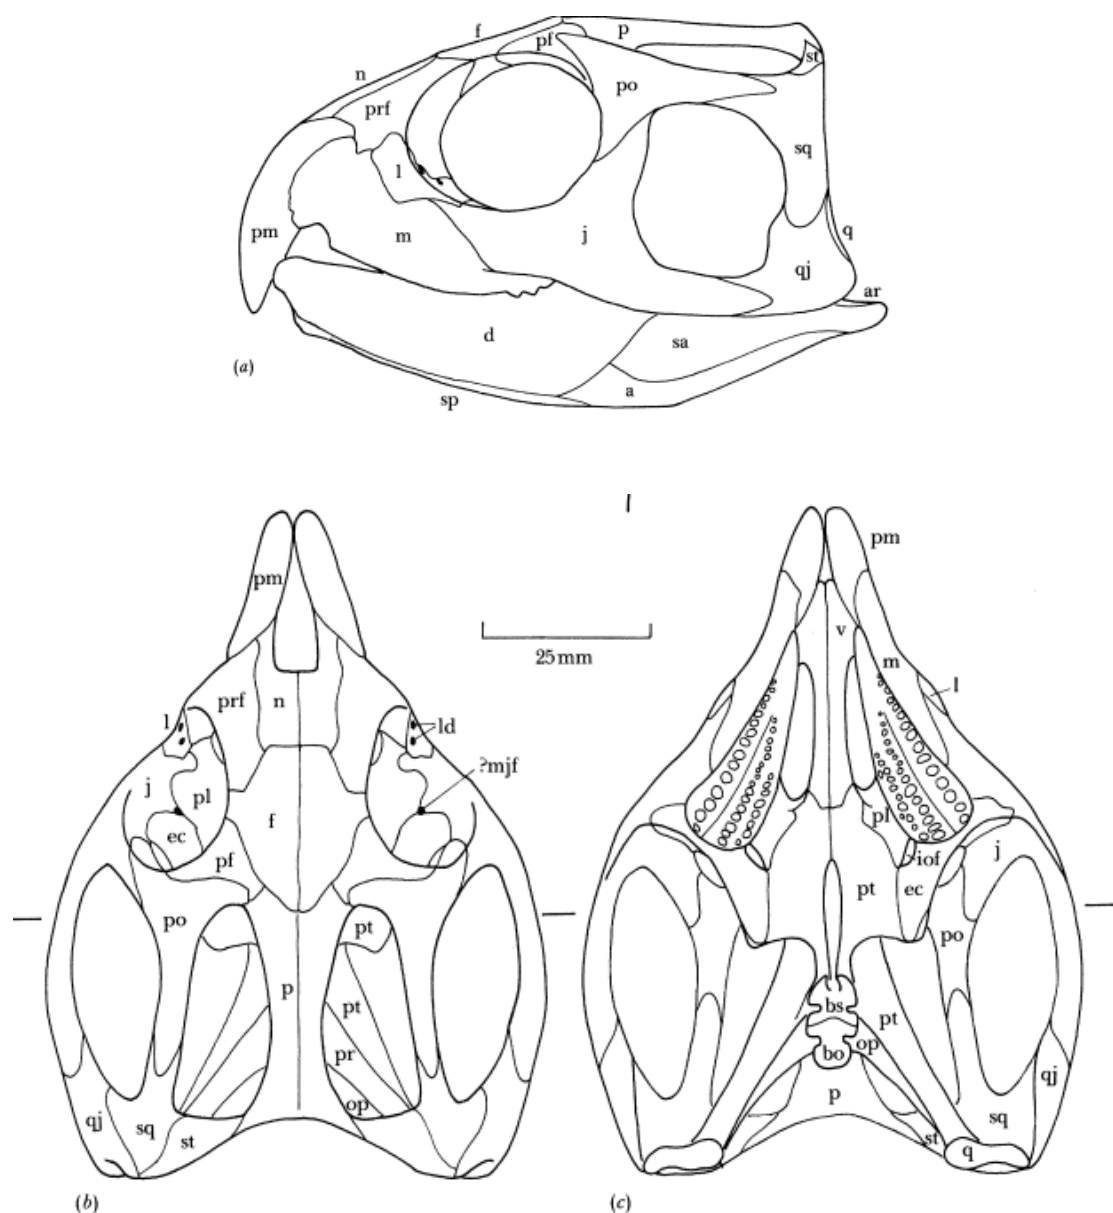 f
p
pf
st
n
po
prf
sq
l
pm
m
j
q
qj
ar
d
sa
(a)
a
sp
pm
pm
v
25 mm
prf
n
m
l
l
ld
?mjf
j
pl
f
pl
ec
j
iof
pf
pt
ec
po
pt
po
p
pt
bs
pt
pr
bo
op
op
p
qj
qj
sq
st
sq
st
q
(b)
(c)